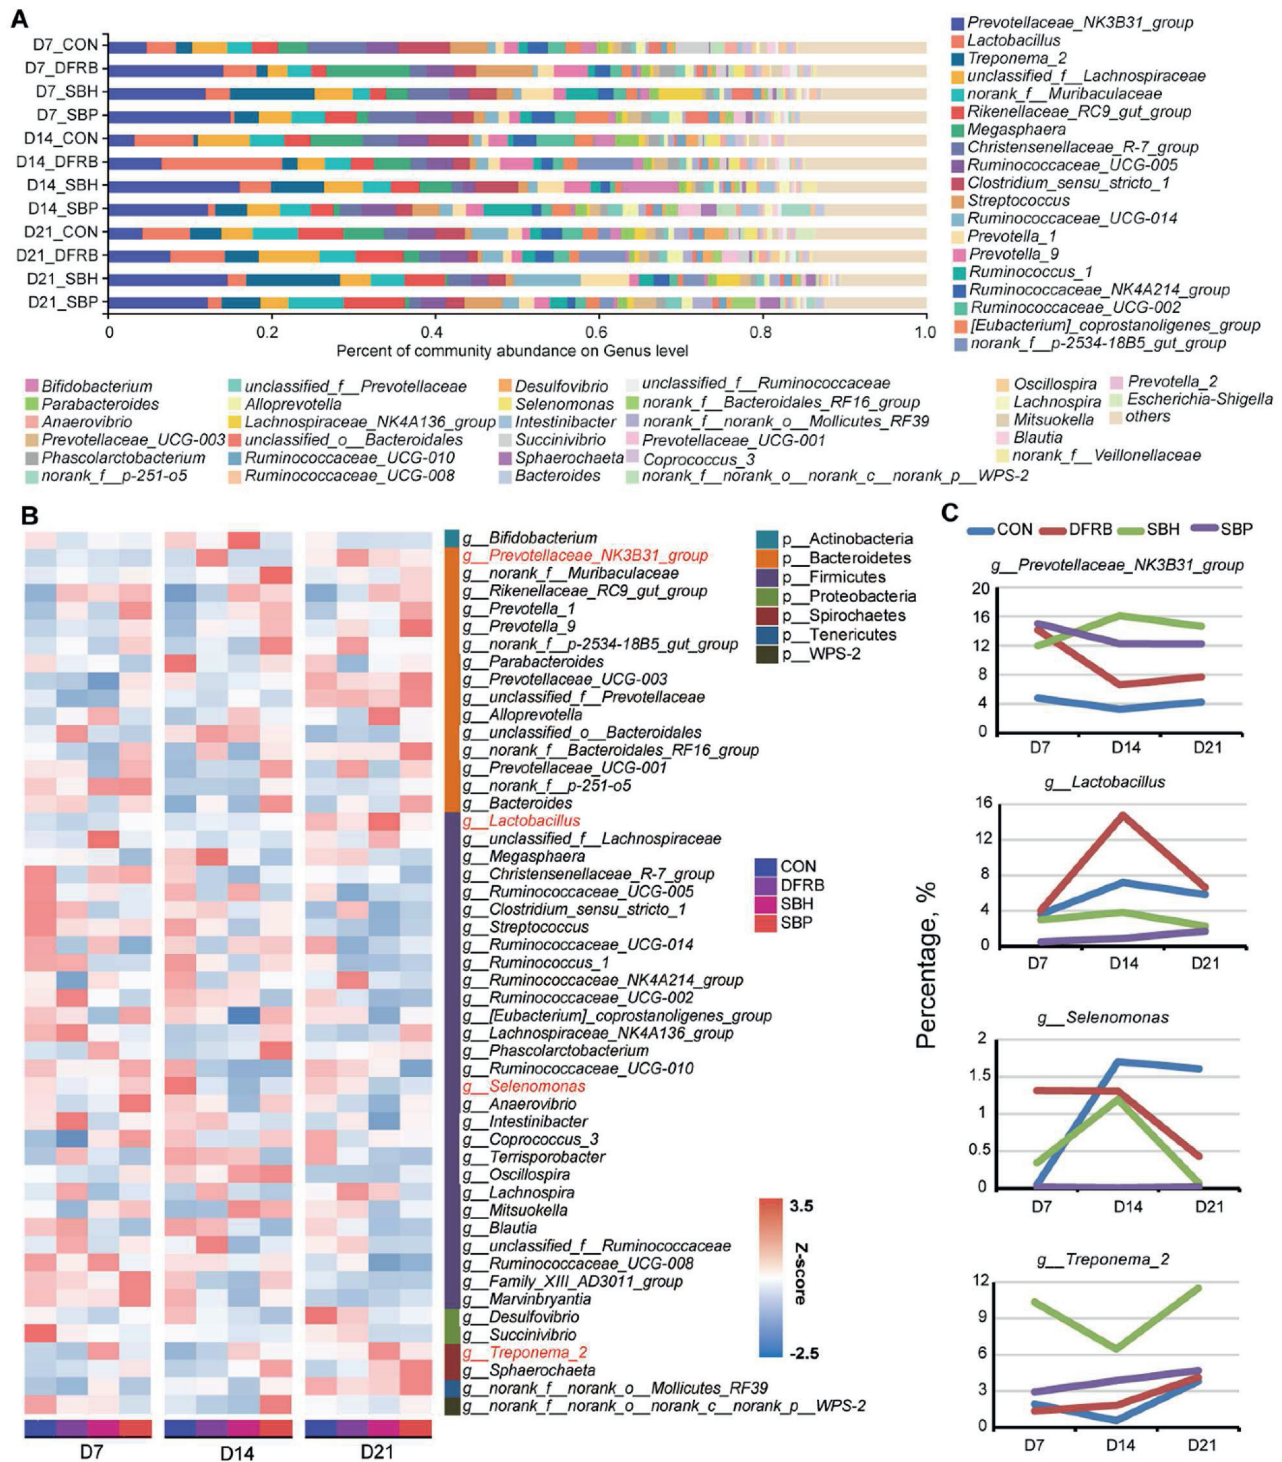 A
D7_CON
D7_DFRB
D7_SBH
D7_SBP
D14_CON
D14_DFRB
D14_SBH
D14_SBP
D21_CON
D21_DFRB
D21_SBH
D21_SBP
0 0.2 0.4 0.6 0.8 1.0
Percent of community abundance on Genus level
Prevotellaceae_NK3B31_group
Lactobacillus
Treponema_2
unclassified_f__Lachnospiraceae
norank_f__Muribaculaceae
Rikenellaceae_RC9_gut_group
Megasphaera
Christensenellaceae_R-7_group
Ruminococcaceae_UCG-005
Clostridium_sensu_stricto_1
Streptococcus
Ruminococcaceae_UCG-014
Prevotella_1
Prevotella_9
Ruminococcus_1
Ruminococcaceae_NK4A214_group
Ruminococcaceae_UCG-002
[Eubacterium]_coprostanoligenes_group
norank_f__p-2534-18B5_gut_group
Bifidobacterium
Parabacteroides
Anaerovibrio
Prevotellaceae_UCG-003
Phascolarctobacterium
norank_f__p-251-o5
unclassified_f__Prevotellaceae
Alloprevotella
Lachnospiraceae_NK4A136_group
unclassified_o__Bacteroidales
Ruminococcaceae_UCG-010
Ruminococcaceae_UCG-008
Desulfovibrio
Selenomonas
Intestinibacter
Succinivibrio
Sphaerochaeta
Bacteroides
unclassified_f__Ruminococcaceae
norank_f__Bacteroidales_RF16_group
norank_f__norank_o__Mollicutes_RF39
Prevotellaceae_UCG-001
Coprococcus_3
norank_f__norank_o__norank_c__norank_p__WPS-2
Oscillospira
Lachnospira
Mitsuokella
Blautia
norank_f__Veillonellaceae
Prevotella_2
Escherichia-Shigella
others
B
g__Bifidobacterium
g__Prevotellaceae_NK3B31_group
g__norank_f__Muribaculaceae
g__Rikenellaceae_RC9_gut_group
g__Prevotella_1
g__Prevotella_9
g__norank_f__p-2534-18B5_gut_group
g__Parabacteroides
g__Prevotellaceae_UCG-003
g__unclassified_f__Prevotellaceae
g__Alloprevotella
g__unclassified_o__Bacteroidales
g__norank_f__Bacteroidales_RF16_group
g__Prevotellaceae_UCG-001
g__norank_f__p-251-o5
g__Bacteroides
g__Lactobacillus
g__unclassified_f__Lachnospiraceae
g__Megasphaera
g__Christensenellaceae_R-7_group
g__Ruminococcaceae_UCG-005
g__Clostridium_sensu_stricto_1
g__Streptococcus
g__Ruminococcaceae_UCG-014
g__Ruminococcus_1
g__Ruminococcaceae_NK4A214_group
g__Ruminococcaceae_UCG-002
g__[Eubacterium]_coprostanoligenes_group
g__Lachnospiraceae_NK4A136_group
g__Phascolarctobacterium
g__Ruminococcaceae_UCG-010
g__Selenomonas
g__Anaerovibrio
g__Intestinibacter
g__Coprococcus_3
g__Terrisporobacter
g__Oscillospira
g__Lachnospira
g__Mitsuokella
g__Blautia
g__unclassified_f__Ruminococcaceae
g__Ruminococcaceae_UCG-008
g__Family_XIII_AD3011_group
g__Marvinbryantia
g__Desulfovibrio
g__Succinivibrio
g__Treponema_2
g__Sphaerochaeta
g__norank_f__norank_o__Mollicutes_RF39
g__norank_f__norank_o__norank_c__norank_p__WPS-2
D7 D14 D21
p__Actinobacteria
p__Bacteroidetes
p__Firmicutes
p__Proteobacteria
p__Spirochaetes
p__Tenericutes
p__WPS-2
CON
DFRB
SBH
SBP
3.5
Z-score
-2.5
C
CON DFRB SBH SBP
Percentage, %
g__Prevotellaceae_NK3B31_group
20
16
12
8
4
0
D7 D14 D21
g__Lactobacillus
16
12
8
4
0
D7 D14 D21
g__Selenomonas
2
1.5
1
0.5
0
D7 D14 D21
g__Treponema_2
12
9
6
3
0
D7 D14 D21